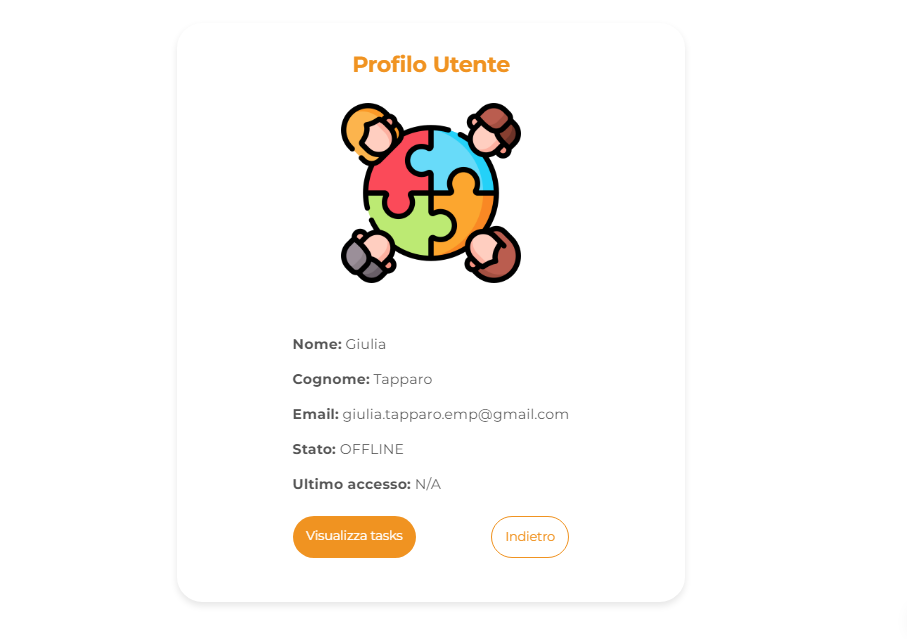 Profilo Utente
Nome: Giulia
Cognome: Tapparo
Email: giulia.tapparo.emp@gmail.com
Stato: OFFLINE
Ultimo accesso: N/A
Visualizza tasks
Indietro